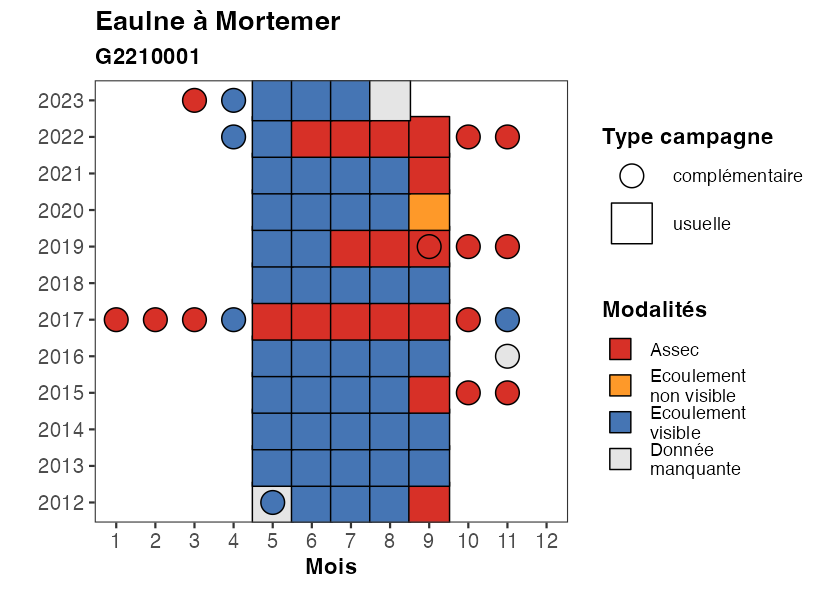 Eaulne à Mortemer
G2210001
2023
2022
2021
2020
2019
2018
2017
2016
2015
2014
2013
2012
1 2 3 4 5 6 7 8 9 10 11 12
Mois
Type campagne
complémentaire
usuelle
Modalités
Assec
Ecoulement
non visible
Ecoulement
visible
Donnée
manquante